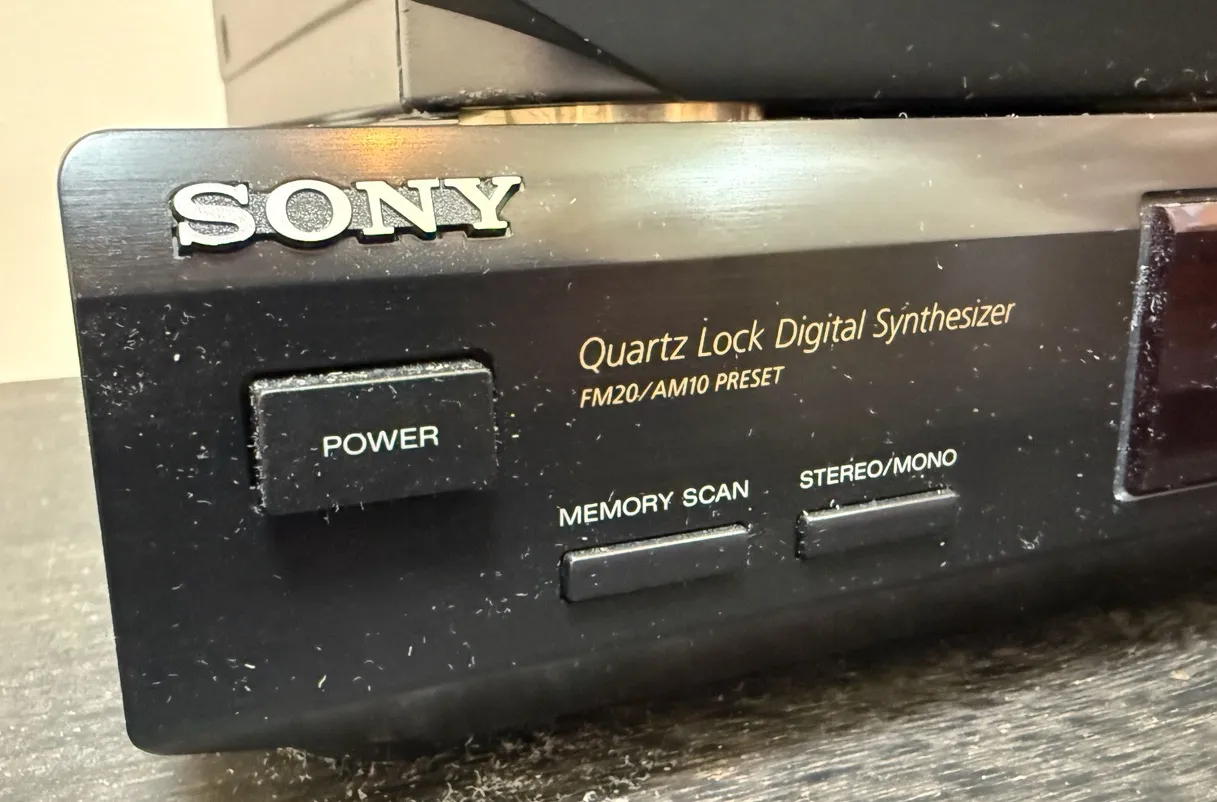 SONY
Quartz Lock Digital Synthesizer
FM20/AM10 PRESET
POWER
MEMORY SCAN
STEREO/MONO